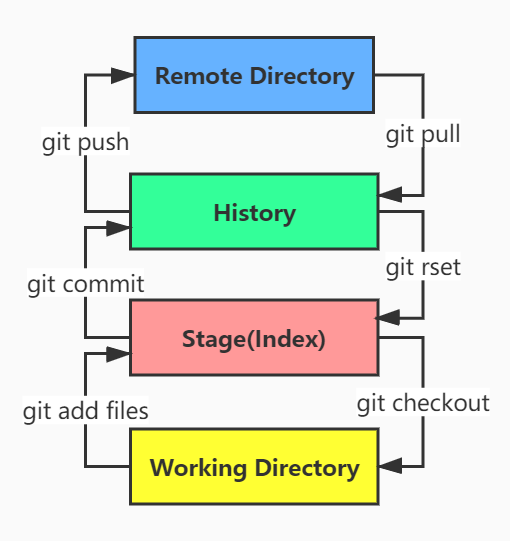 Remote Directory
git push
git pull
History
git rset
git commit
Stage(Index)
git checkout
git add files
Working Directory